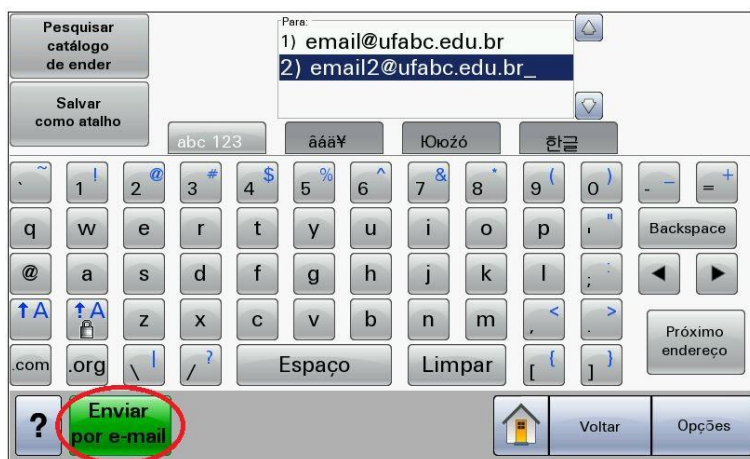 Pesquisar
catálogo
de ender
Salvar
como atalho
Para:
1) email@ufabc.edu.br
2) email2@ufabc.edu.br_
abc 123 âáä¥ Ююźó 한글
` ~ 1 ! 2 @ 3 # 4 $ 5 % 6 ^ 7 & 8 * 9 ( 0 ) - _ = +
q w e r t y u i o p ' " Backspace
@ a s d f g h j k l ; :
A A z x c v b n m , < . >
Próximo
endereço
.com .org \ | / ? Espaço Limpar [ { ] }
?
Enviar
por e-mail
Voltar Opções